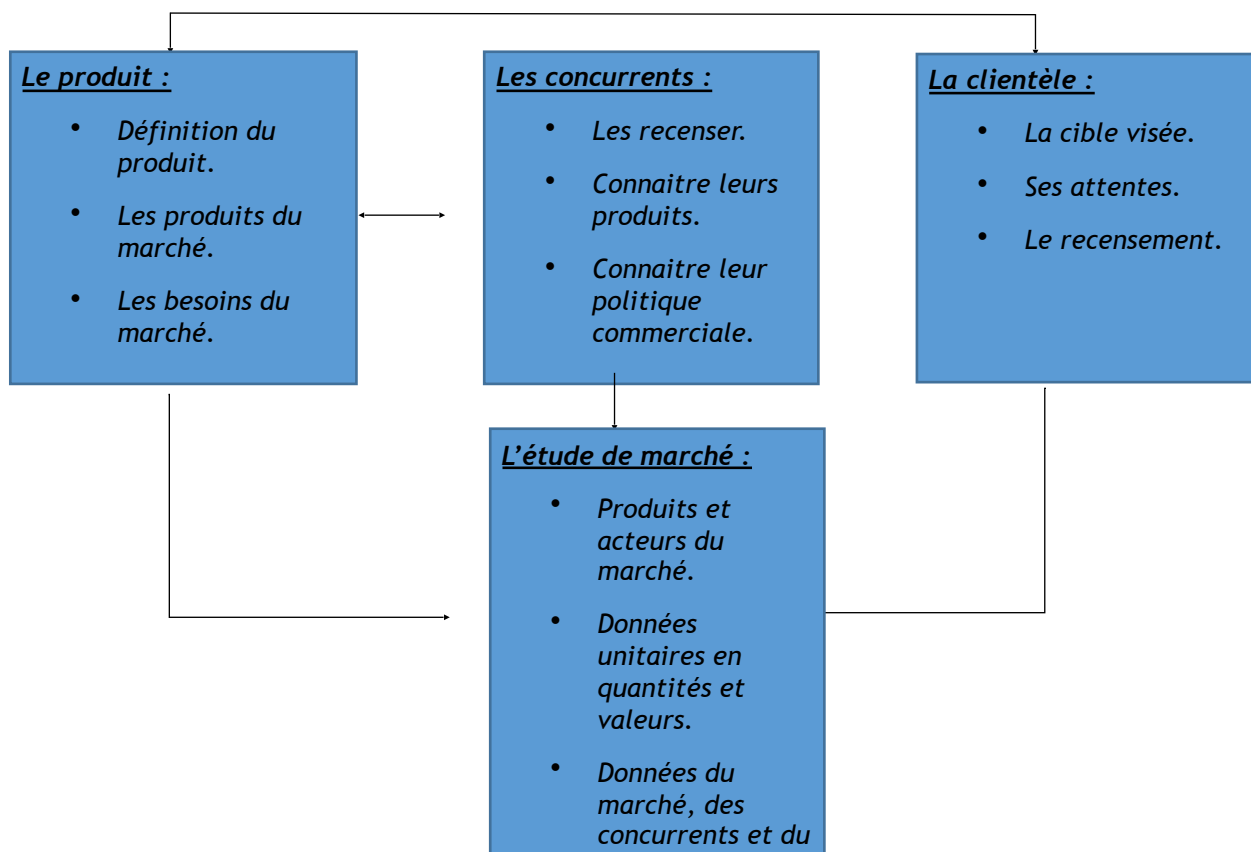 Le produit :
• Définition du
produit.
• Les produits du
marché.
• Les besoins du
marché.
Les concurrents :
• Les recenser.
• Connaitre leurs
produits.
• Connaitre leur
politique
commerciale.
La clientèle :
• La cible visée.
• Ses attentes.
• Le recensement.
L’étude de marché :
• Produits et
acteurs du
marché.
• Données
unitaires en
quantités et
valeurs.
• Données du
marché, des
concurrents et du